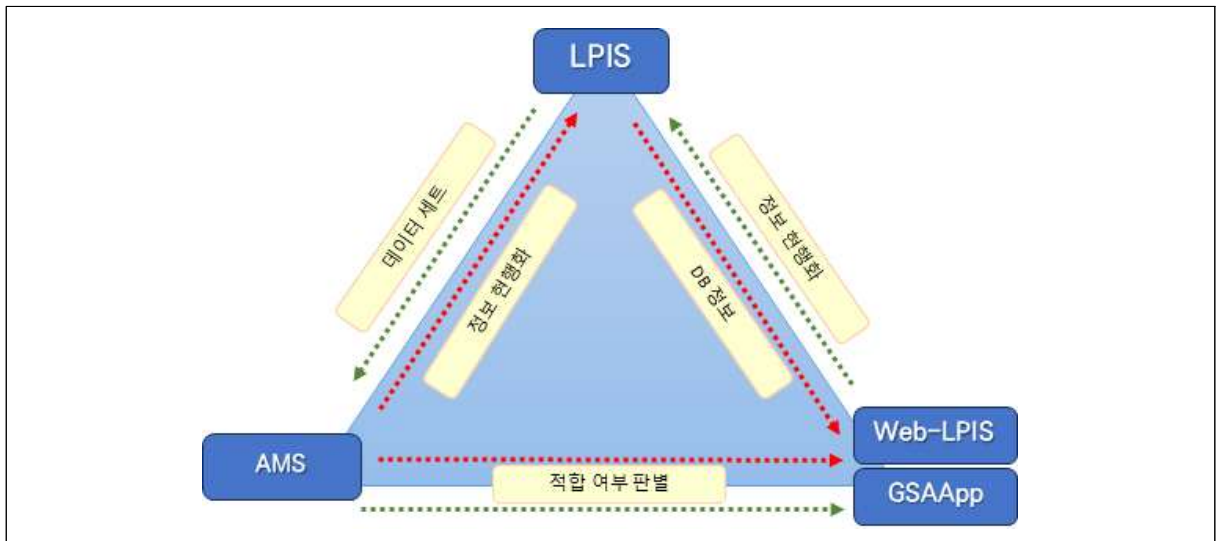 LPIS
데이터 세트
정보 현행화
DB 정보
정보 현행화
AMS
적합 여부 판별
Web-LPIS
GSAApp